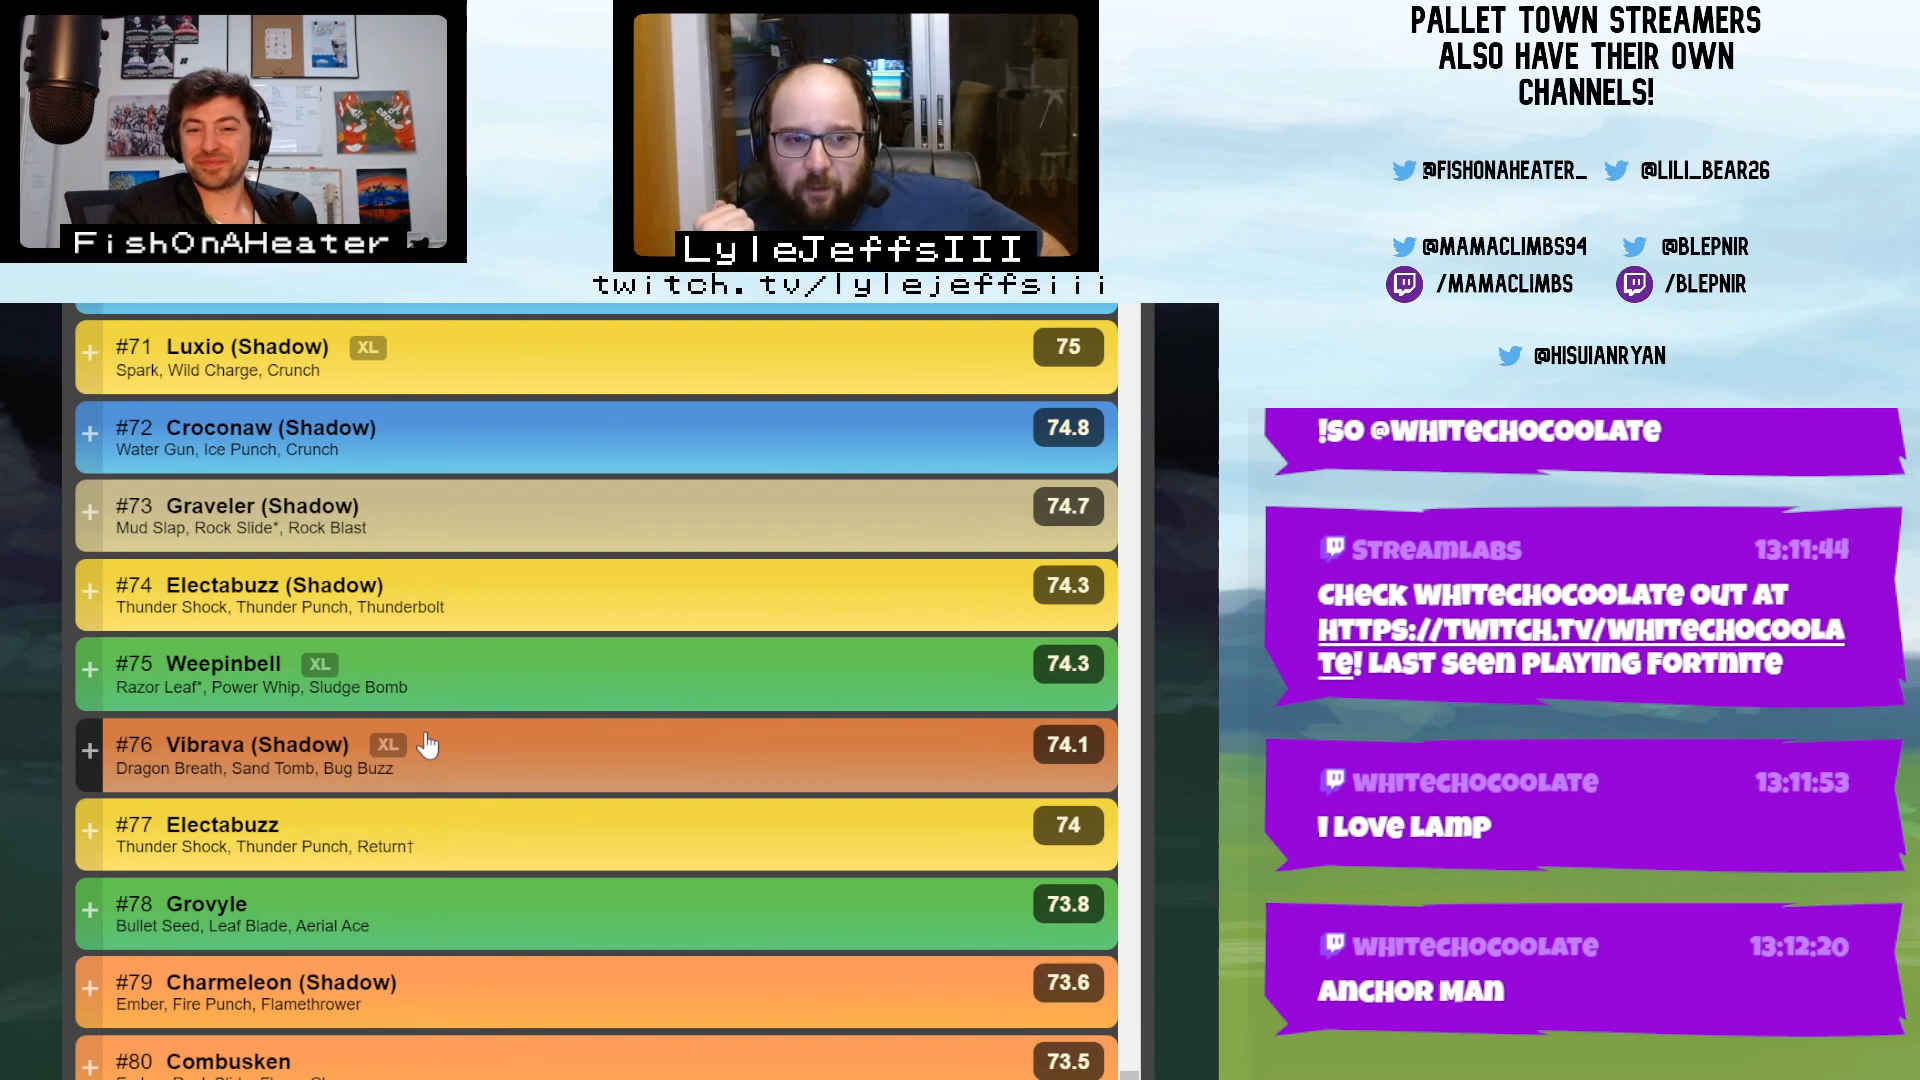 FishOnAHeater
LyleJeffsIII
twitch.tv/lylejeffsiii
PALLET TOWN STREAMERS
ALSO HAVE THEIR OWN
CHANNELS!
@FISHONAHEATER_ @LILI_BEAR26
@MAMACLIMBS94 @BLEPNIR
/MAMACLIMBS /BLEPNIR
@HISUIANRYAN
#71 Luxio (Shadow) XL 75
Spark, Wild Charge, Crunch
#72 Croconaw (Shadow) 74.8
Water Gun, Ice Punch, Crunch
#73 Graveler (Shadow) 74.7
Mud Slap, Rock Slide*, Rock Blast
#74 Electabuzz (Shadow) 74.3
Thunder Shock, Thunder Punch, Thunderbolt
#75 Weepinbell XL 74.3
Razor Leaf*, Power Whip, Sludge Bomb
#76 Vibrava (Shadow) XL 74.1
Dragon Breath, Sand Tomb, Bug Buzz
#77 Electabuzz 74
Thunder Shock, Thunder Punch, Return†
#78 Grovyle 73.8
Bullet Seed, Leaf Blade, Aerial Ace
#79 Charmeleon (Shadow) 73.6
Ember, Fire Punch, Flamethrower
#80 Combusken 73.5
!so @whitechocoolate
Streamlabs 13:11:44
Check whitechocoolate out at
https://twitch.tv/whitechocoola
te! Last seen playing Fortnite
whitechocoolate 13:11:53
I love lamp
whitechocoolate 13:12:20
Anchor man